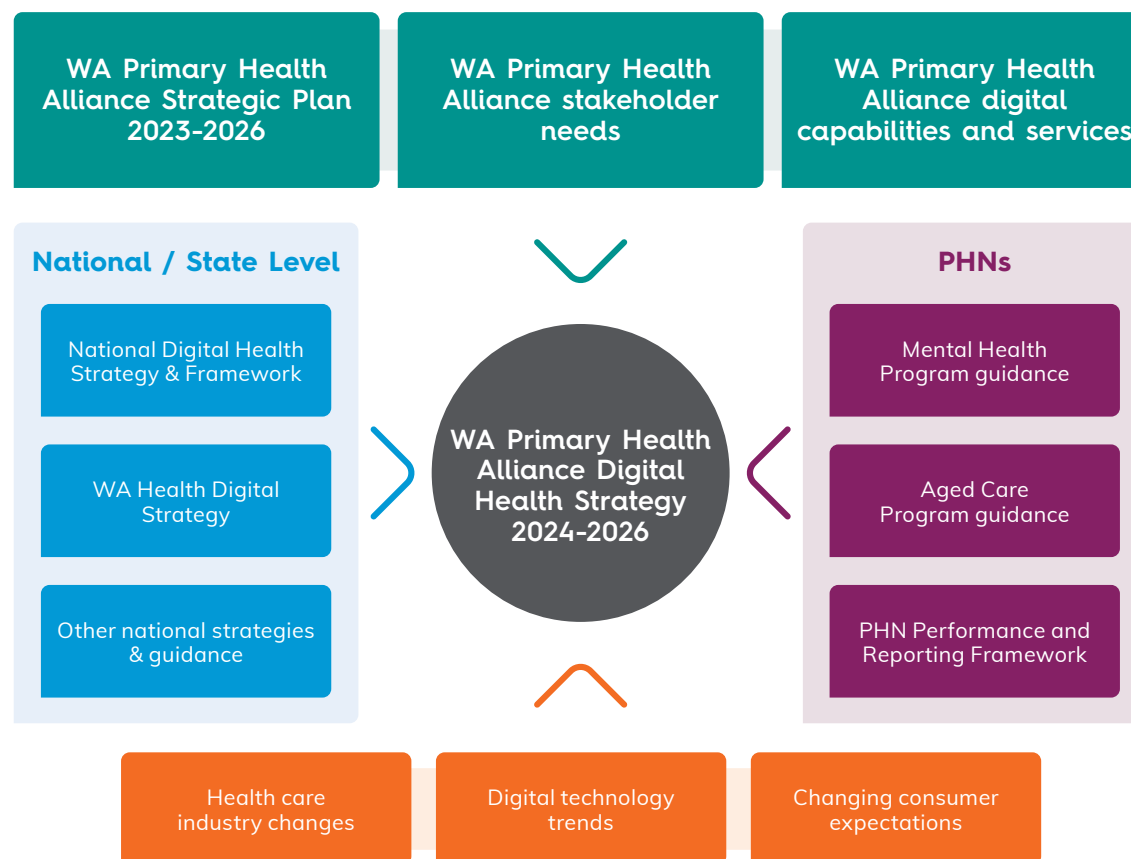 WA Primary Health
Alliance Strategic Plan
2023-2026
WA Primary Health
Alliance stakeholder
needs
WA Primary Health
Alliance digital
capabilities and services
National / State Level
National Digital Health
Strategy & Framework
WA Health Digital
Strategy
Other national strategies
& guidance
WA Primary Health
Alliance Digital
Health Strategy
2024-2026
PHNs
Mental Health
Program guidance
Aged Care
Program guidance
PHN Performance and
Reporting Framework
Health care
industry changes
Digital technology
trends
Changing consumer
expectations